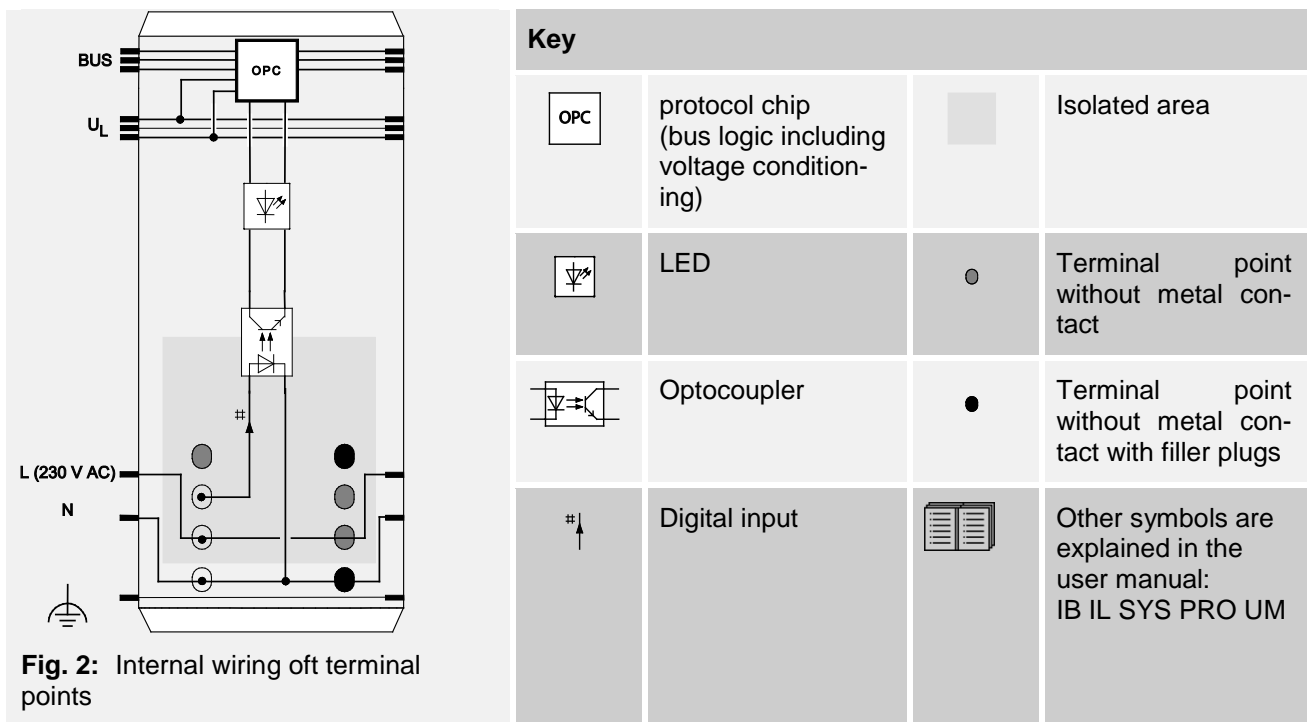 BUS
OPC
U_L
#
L (230 V AC)
N
Fig. 2: Internal wiring oft terminal
points
Key
OPC
protocol chip
(bus logic including
voltage condition-
ing)
Isolated area
LED
Terminal point
without metal con-
tact
Optocoupler
Terminal point
without metal con-
tact with filler plugs
#
Digital input
Other symbols are
explained in the
user manual:
IB IL SYS PRO UM